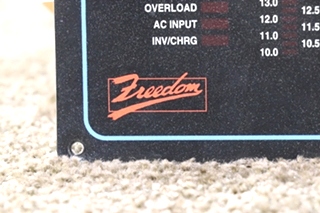 OVERLOAD 13.0 12.5
AC INPUT 12.0 11.5
INV/CHRG 11.0 10.5
10.0
Freedom